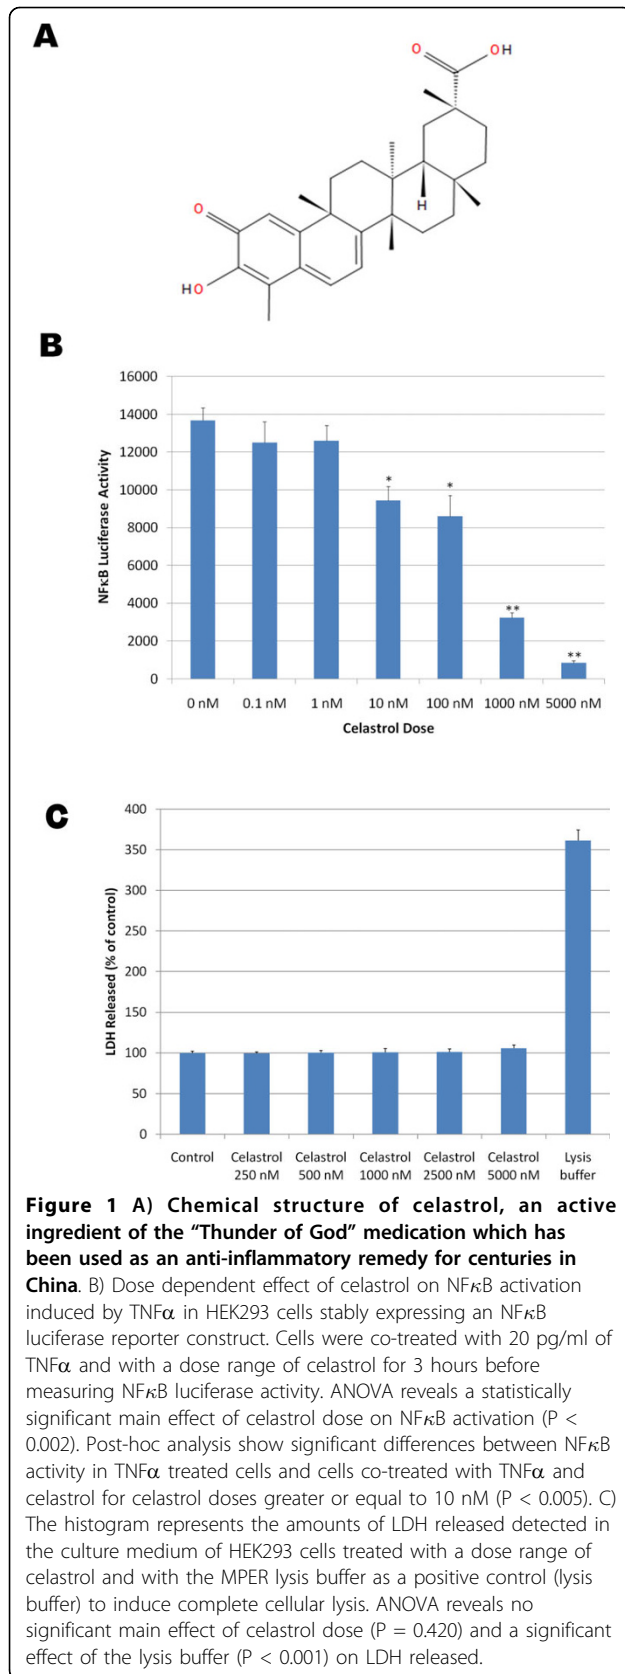 A
O
OH
O
HO
H
B
16000
14000
12000
10000
8000
6000
4000
2000
0
NFκB Luciferase Activity
*
*
**
**
0 nM 0.1 nM 1 nM 10 nM 100 nM 1000 nM 5000 nM
Celastrol Dose
C
400
350
300
250
200
150
100
50
0
LDH Released (% of control)
Control Celastrol Celastrol Celastrol Celastrol Celastrol Lysis
250 nM 500 nM 1000 nM 2500 nM 5000 nM buffer
Figure 1 A) Chemical structure of celastrol, an active
ingredient of the “Thunder of God” medication which has
been used as an anti-inflammatory remedy for centuries in
China. B) Dose dependent effect of celastrol on NFκB activation
induced by TNFα in HEK293 cells stably expressing an NFκB
luciferase reporter construct. Cells were co-treated with 20 pg/ml of
TNFα and with a dose range of celastrol for 3 hours before
measuring NFκB luciferase activity. ANOVA reveals a statistically
significant main effect of celastrol dose on NFκB activation (P <
0.002). Post-hoc analysis show significant differences between NFκB
activity in TNFα treated cells and cells co-treated with TNFα and
celastrol for celastrol doses greater or equal to 10 nM (P < 0.005). C)
The histogram represents the amounts of LDH released detected in
the culture medium of HEK293 cells treated with a dose range of
celastrol and with the MPER lysis buffer as a positive control (lysis
buffer) to induce complete cellular lysis. ANOVA reveals no
significant main effect of celastrol dose (P = 0.420) and a significant
effect of the lysis buffer (P < 0.001) on LDH released.